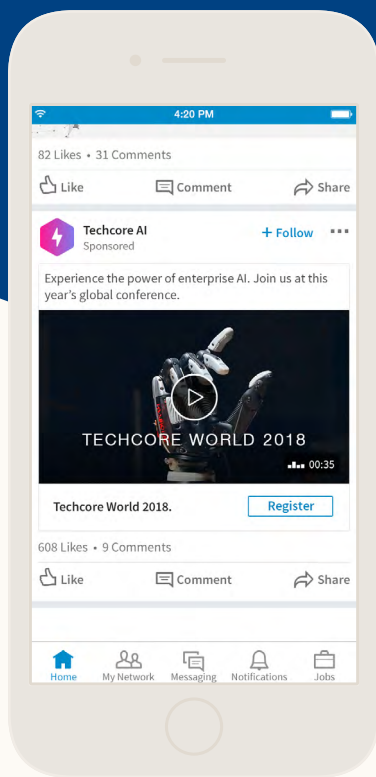 4:20 PM
82 Likes • 31 Comments
Like Comment Share
Techcore AI + Follow
Sponsored
Experience the power of enterprise AI. Join us at this
year's global conference.
TECHCORE WORLD 2018
00:35
Techcore World 2018. Register
608 Likes • 9 Comments
Like Comment Share
Home My Network Messaging Notifications Jobs